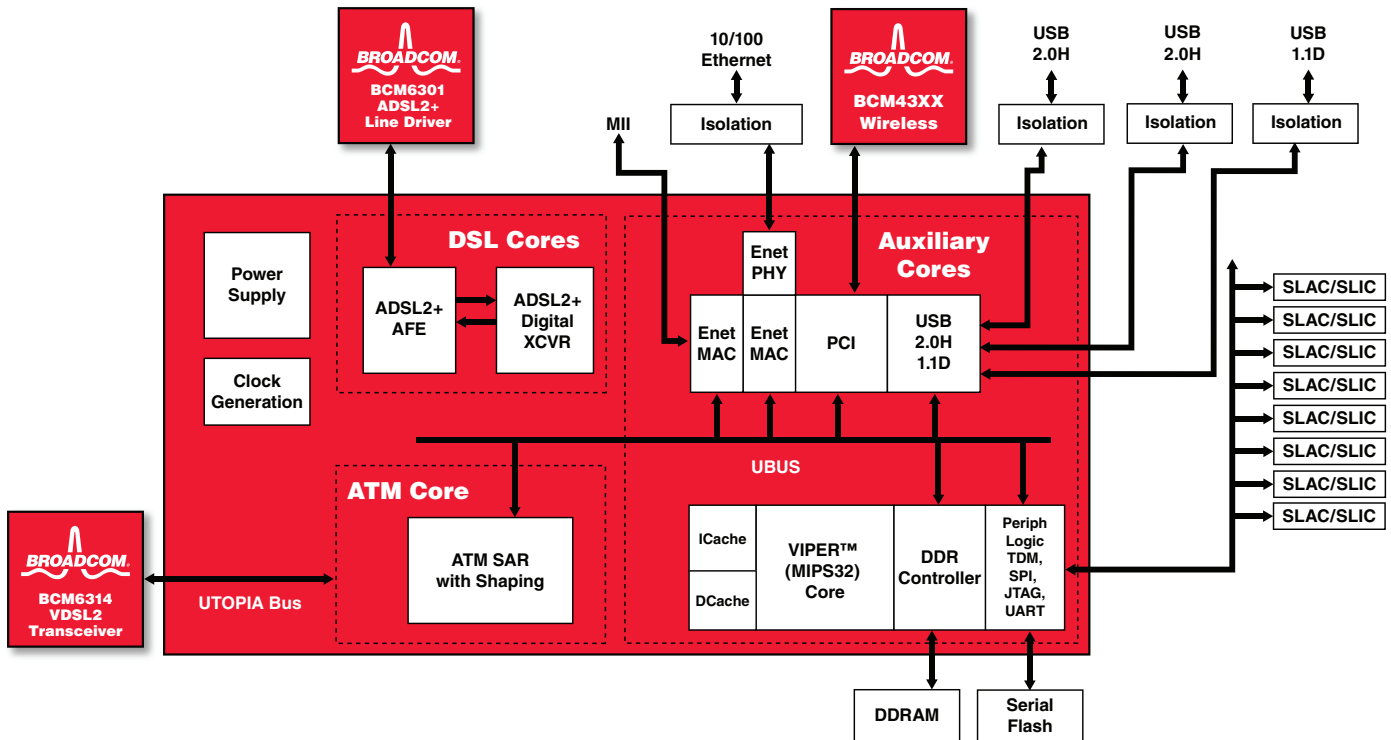 BROADCOM®
BCM6301
ADSL2+
Line Driver
10/100
Ethernet
Isolation
MII
BROADCOM®
BCM43XX
Wireless
USB
2.0H
Isolation
USB
2.0H
Isolation
USB
1.1D
Isolation
Power
Supply
Clock
Generation
DSL Cores
ADSL2+
AFE
ADSL2+
Digital
XCVR
Auxiliary
Cores
Enet
PHY
Enet
MAC
Enet
MAC
PCI
USB
2.0H
1.1D
UBUS
SLAC/SLIC
SLAC/SLIC
SLAC/SLIC
SLAC/SLIC
SLAC/SLIC
SLAC/SLIC
SLAC/SLIC
SLAC/SLIC
BROADCOM®
BCM6314
VDSL2
Transceiver
UTOPIA Bus
ATM Core
ATM SAR
with Shaping
ICache
DCache
VIPER™
(MIPS32)
Core
DDR
Controller
Periph
Logic
TDM,
SPI,
JTAG,
UART
DDRAM
Serial
Flash